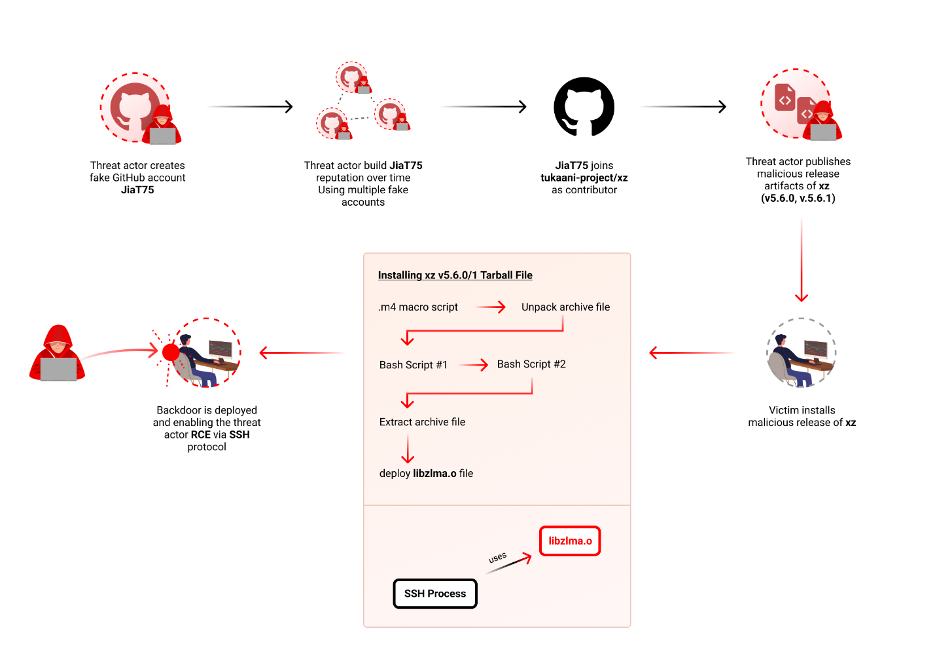 Threat actor creates
fake GitHub account
JiaT75
Threat actor build JiaT75
reputation over time
Using multiple fake
accounts
JiaT75 joins
tukaani-project/xz
as contributor
Threat actor publishes
malicious release
artifacts of xz
(v5.6.0, v.5.6.1)
Installing xz v5.6.0/1 Tarball File
.m4 macro script
Unpack archive file
Bash Script #1
Bash Script #2
Extract archive file
deploy libzlma.o file
uses
libzlma.o
SSH Process
Victim installs
malicious release of xz
Backdoor is deployed
and enabling the threat
actor RCE via SSH
protocol